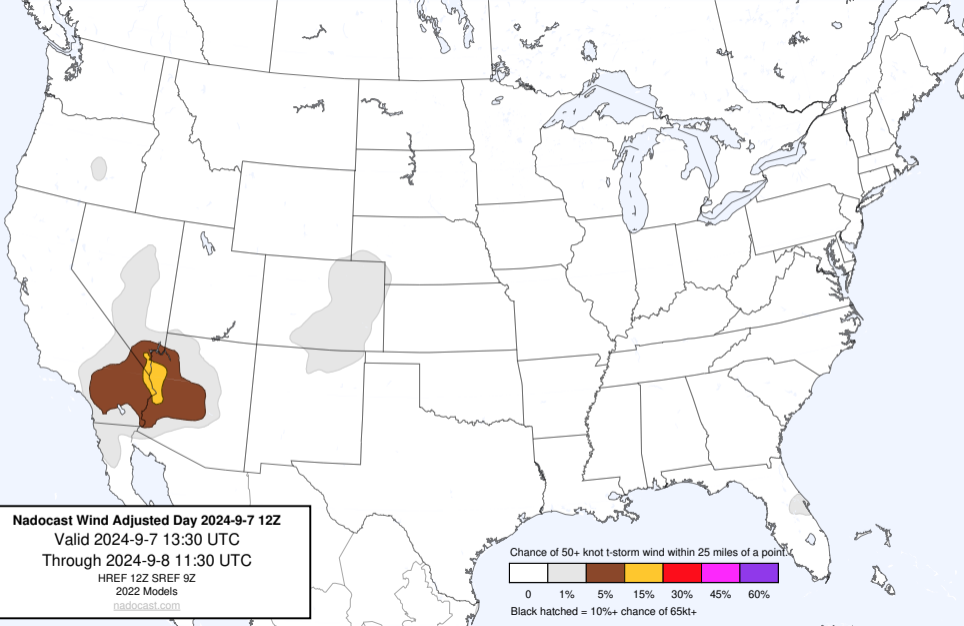 Nadocast Wind Adjusted Day 2024-9-7 12Z
Valid 2024-9-7 13:30 UTC
Through 2024-9-8 11:30 UTC
HREF 12Z SREF 9Z
2022 Models
nadocast.com
Chance of 50+ knot t-storm wind within 25 miles of a point.
0 1% 5% 15% 30% 45% 60%
Black hatched = 10%+ chance of 65kt+